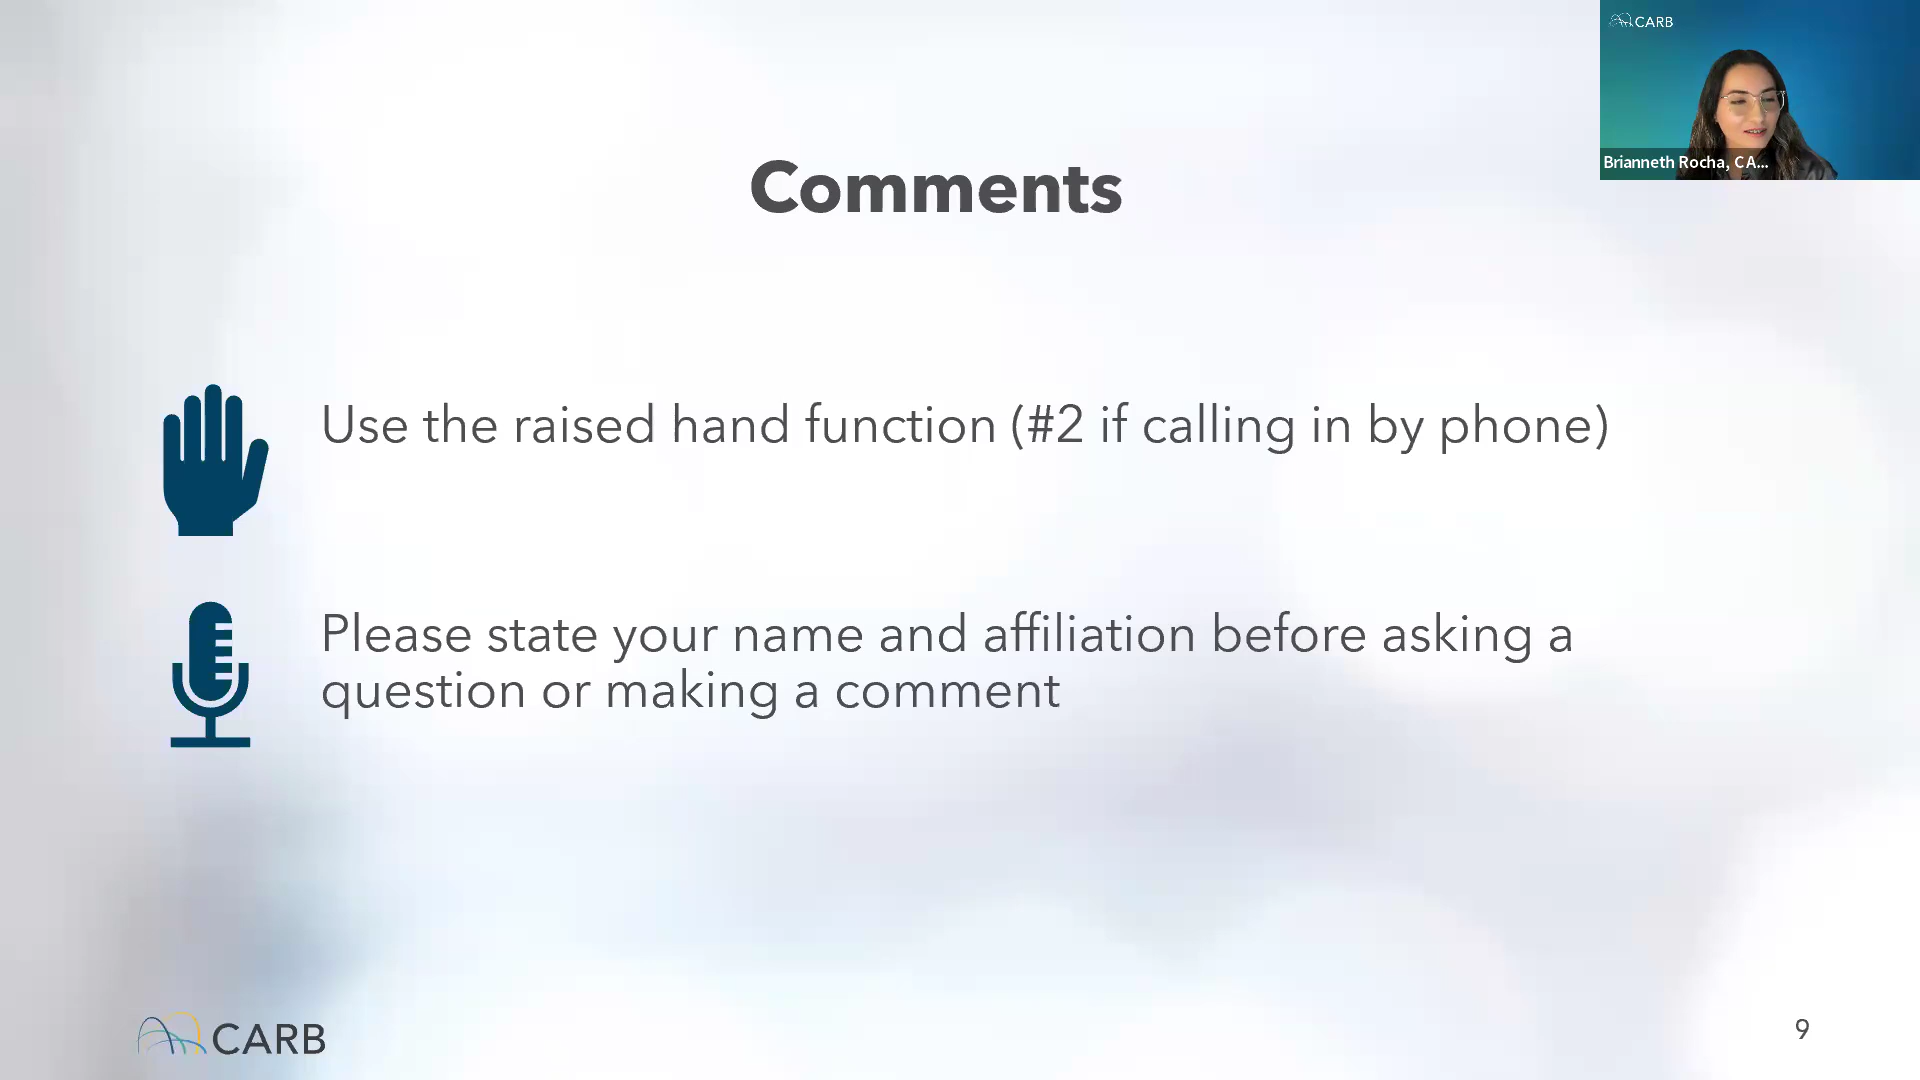 CARB
Brianneth Rocha, CA...
Comments
Use the raised hand function (#2 if calling in by phone)
Please state your name and affiliation before asking a
question or making a comment
CARB
9